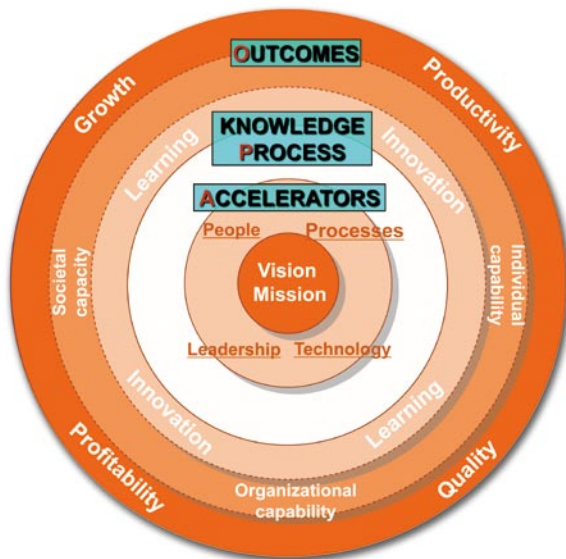 OUTCOMES
Growth
Productivity
KNOWLEDGE
PROCESS
Learning
Innovation
ACCELERATORS
People
Processes
Societal
capacity
Vision
Mission
Individual
capability
Leadership
Technology
Innovation
Learning
Profitability
Organizational
capability
Quality